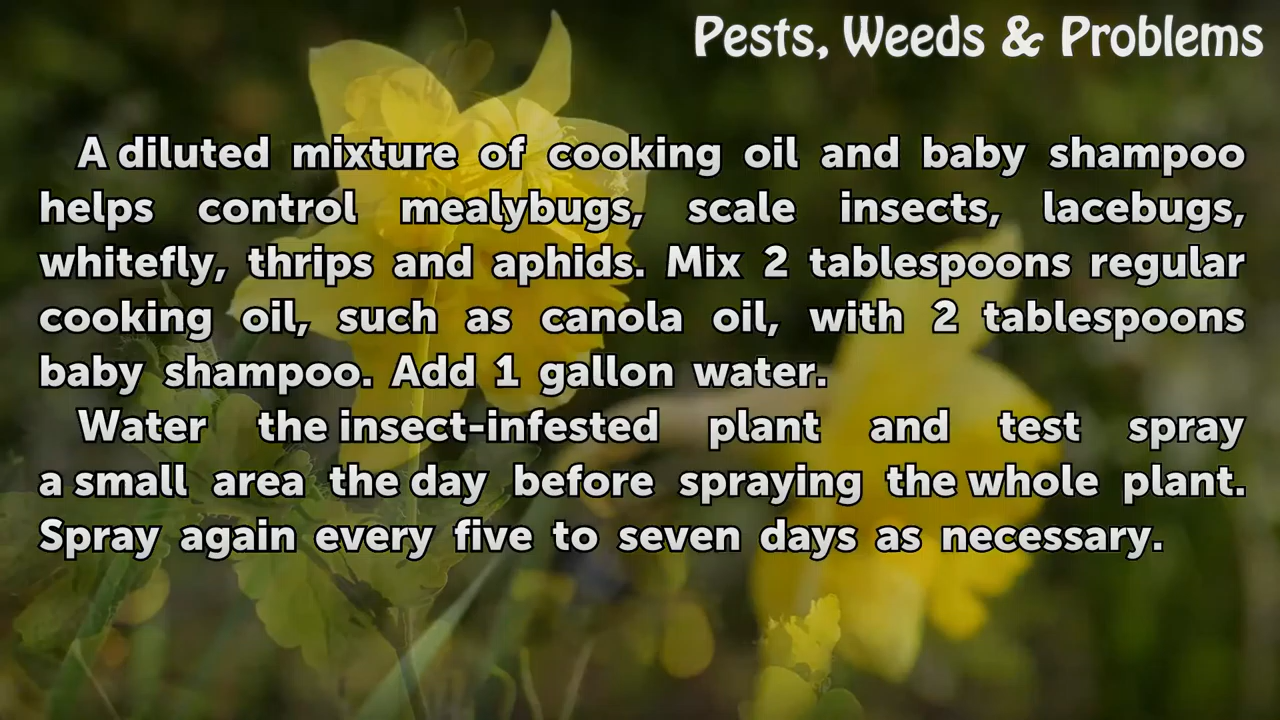 Pests, Weeds & Problems
A diluted mixture of cooking oil and baby shampoo
helps control mealybugs, scale insects, lacebugs,
whitefly, thrips and aphids. Mix 2 tablespoons regular
cooking oil, such as canola oil, with 2 tablespoons
baby shampoo. Add 1 gallon water.
Water the insect-infested plant and test spray
a small area the day before spraying the whole plant.
Spray again every five to seven days as necessary.